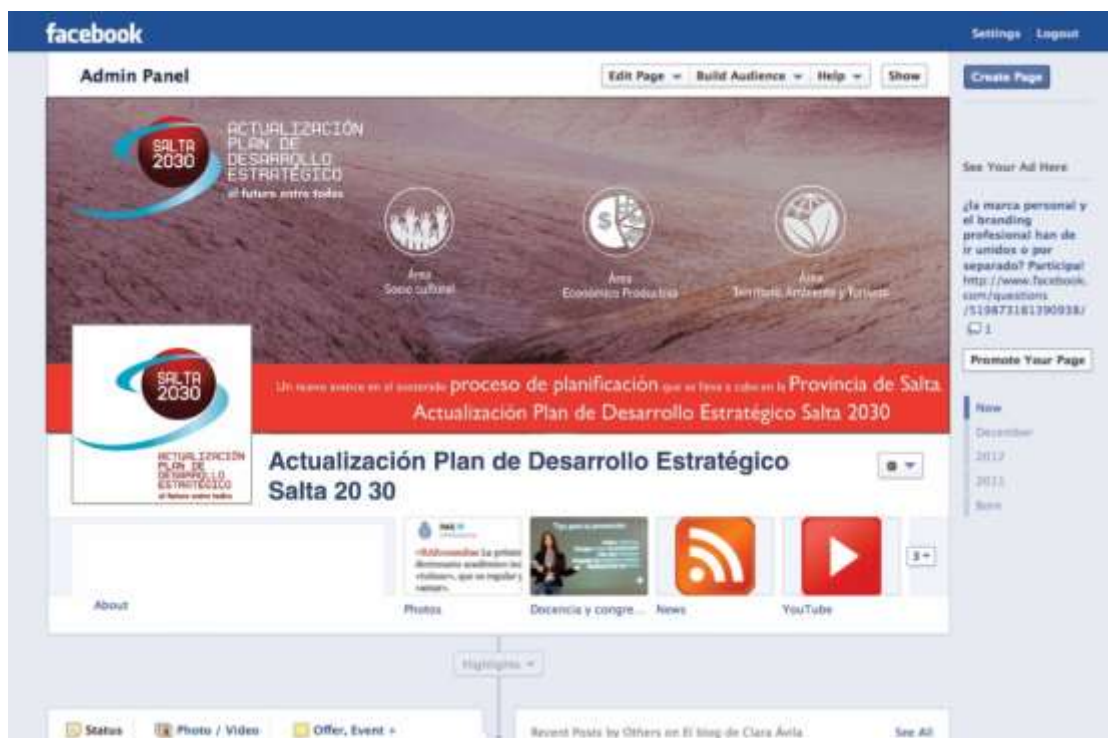 facebook
Settings Logout
Admin Panel
Edit Page
Build Audience
Help
Show
Create Page
SALTA
2030
ACTUALIZACIÓN
PLAN DE
DESARROLLO
ESTRATÉGICO
el futuro entre todos
Área
Socio cultural
Área
Económico Productiva
Área
Territorio, Ambiente y Turismo
See Your Ad Here
¿la marca personal y
el branding
profesional han de
ir unidos o por
separado? Participa!
http://www.facebook.
com/questions
/519873181390938/
1
Promote Your Page
Now
December
2012
2011
Born
Un nuevo avance en el sostenido proceso de planificación que se lleva a cabo en la Provincia de Salta
Actualización Plan de Desarrollo Estratégico Salta 2030
SALTA
2030
ACTUALIZACIÓN
PLAN DE
DESARROLLO
ESTRATÉGICO
el futuro entre todos
Actualización Plan de Desarrollo Estratégico
Salta 20 30
RAE
La
diccionario académico
que se
About
Photos
Docencia y congre...
News
YouTube
3
Highlights
Status
Photo / Video
Offer, Event +
Recent Posts by Others on El blog de Clara Ávila
See All